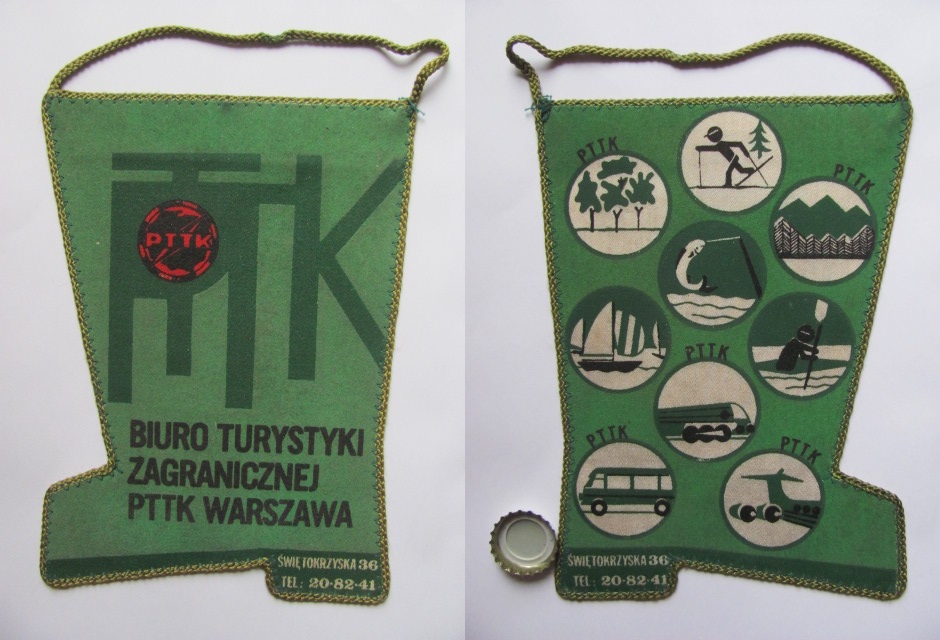 PTTK
PTTK
BIURO TURYSTYKI
ZAGRANICZNEJ
PTTK WARSZAWA
ŚWIĘTOKRZYSKA 36
TEL: 20-82-41
PTTK
PTTK
PTTK
PTTK
PTTK
ŚWIĘTOKRZYSKA 36
TEL: 20-82-41